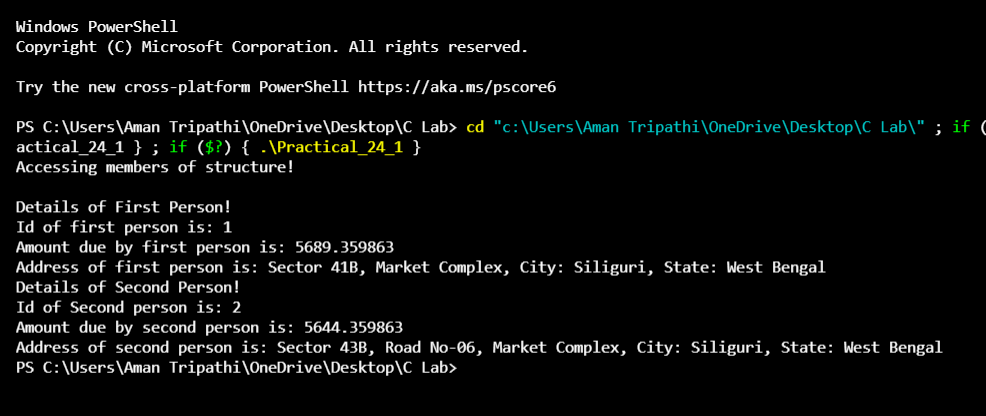 Windows PowerShell
Copyright (C) Microsoft Corporation. All rights reserved.
Try the new cross-platform PowerShell https://aka.ms/pscore6
PS C:\Users\Aman Tripathi\OneDrive\Desktop\C Lab> cd "c:\Users\Aman Tripathi\OneDrive\Desktop\C Lab\" ; if (
actical_24_1 } ; if ($?) { .\Practical_24_1 }
Accessing members of structure!
Details of First Person!
Id of first person is: 1
Amount due by first person is: 5689.359863
Address of first person is: Sector 41B, Market Complex, City: Siliguri, State: West Bengal
Details of Second Person!
Id of Second person is: 2
Amount due by second person is: 5644.359863
Address of second person is: Sector 43B, Road No-06, Market Complex, City: Siliguri, State: West Bengal
PS C:\Users\Aman Tripathi\OneDrive\Desktop\C Lab>